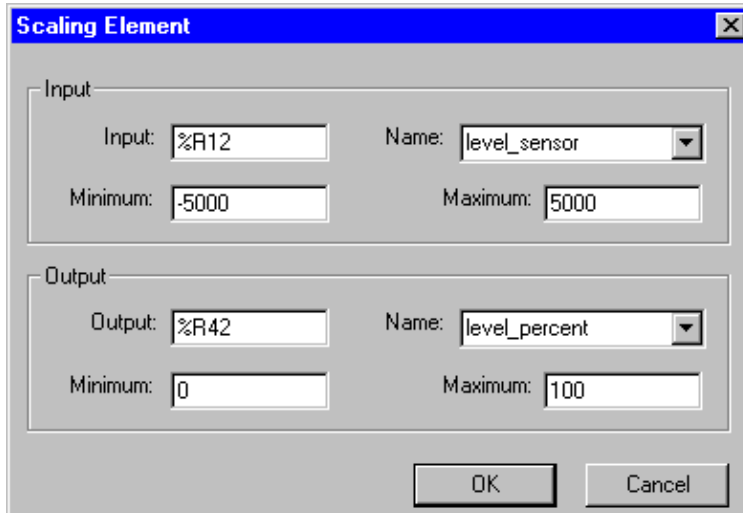 Scaling Element
Input
Input: %R12 Name: level_sensor
Minimum: -5000 Maximum: 5000
Output
Output: %R42 Name: level_percent
Minimum: 0 Maximum: 100
OK Cancel